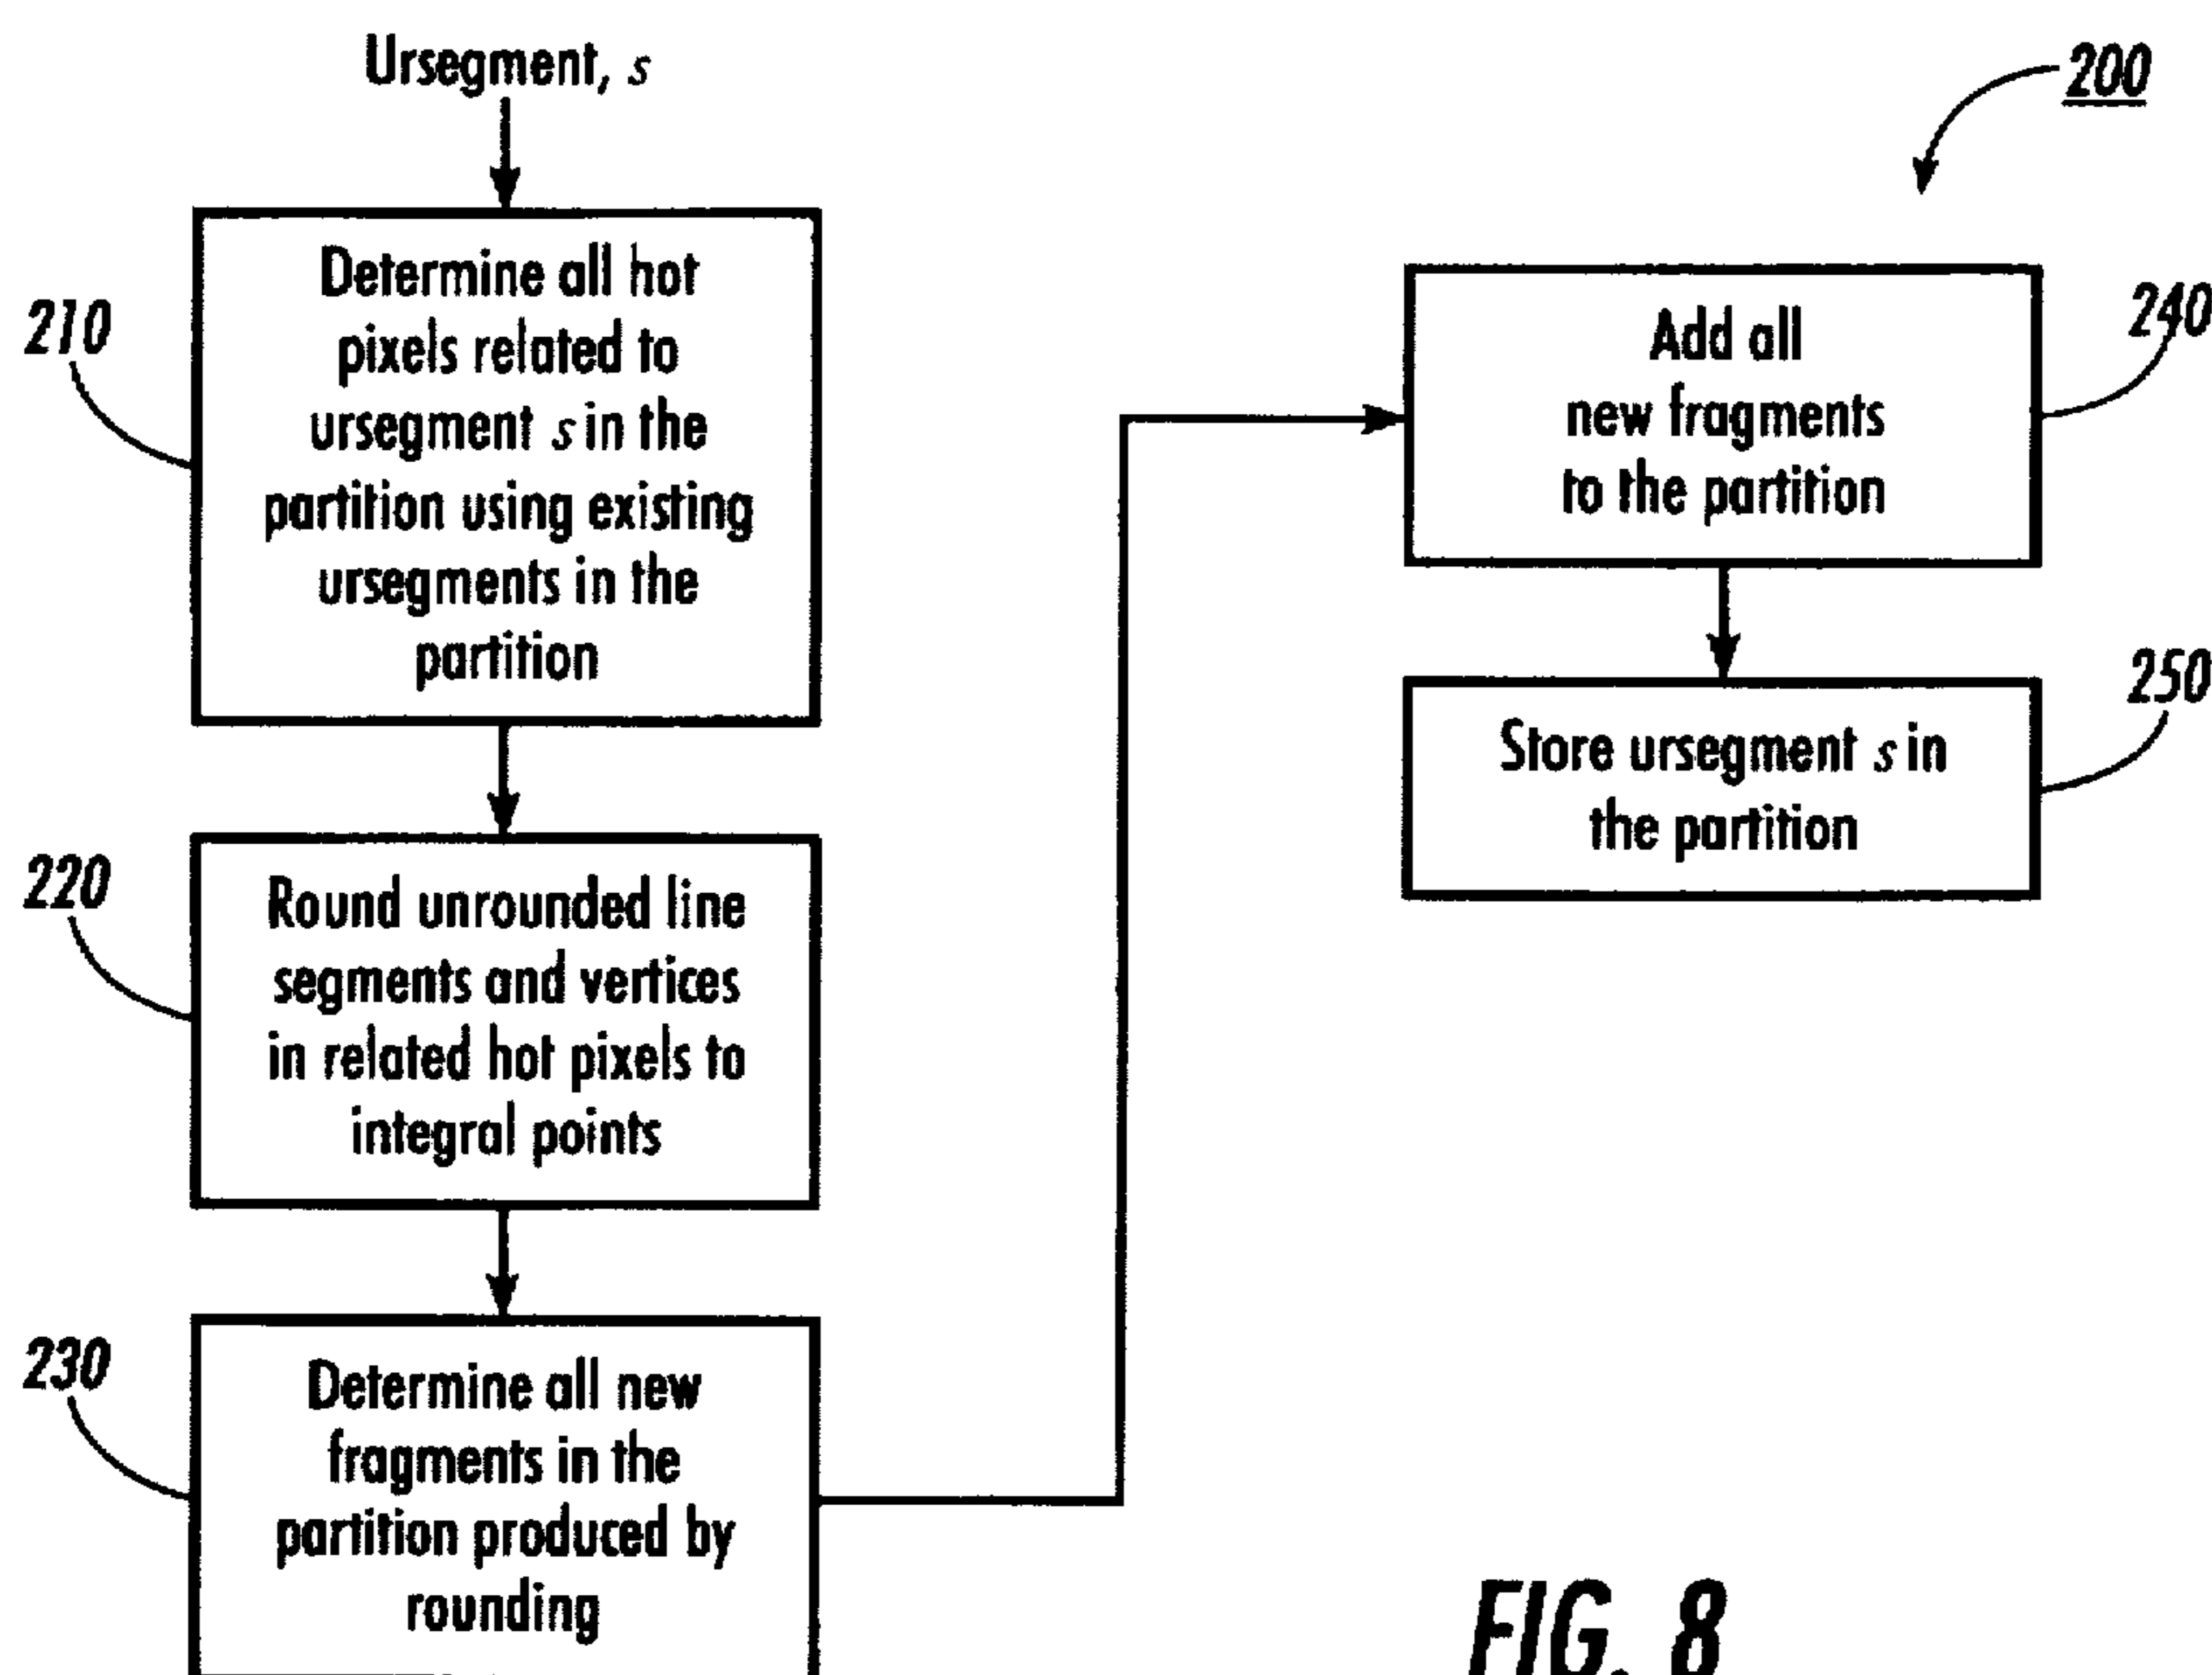 Ursegment, s
200
210
Determine all hot
pixels related to
ursegment s in the
partition using existing
ursegments in the
partition
220
Round unrounded line
segments and vertices
in related hot pixels to
integral points
230
Determine all new
fragments in the
partition produced by
rounding
240
Add all
new fragments
to the partition
250
Store ursegment s in
the partition
FIG. 8